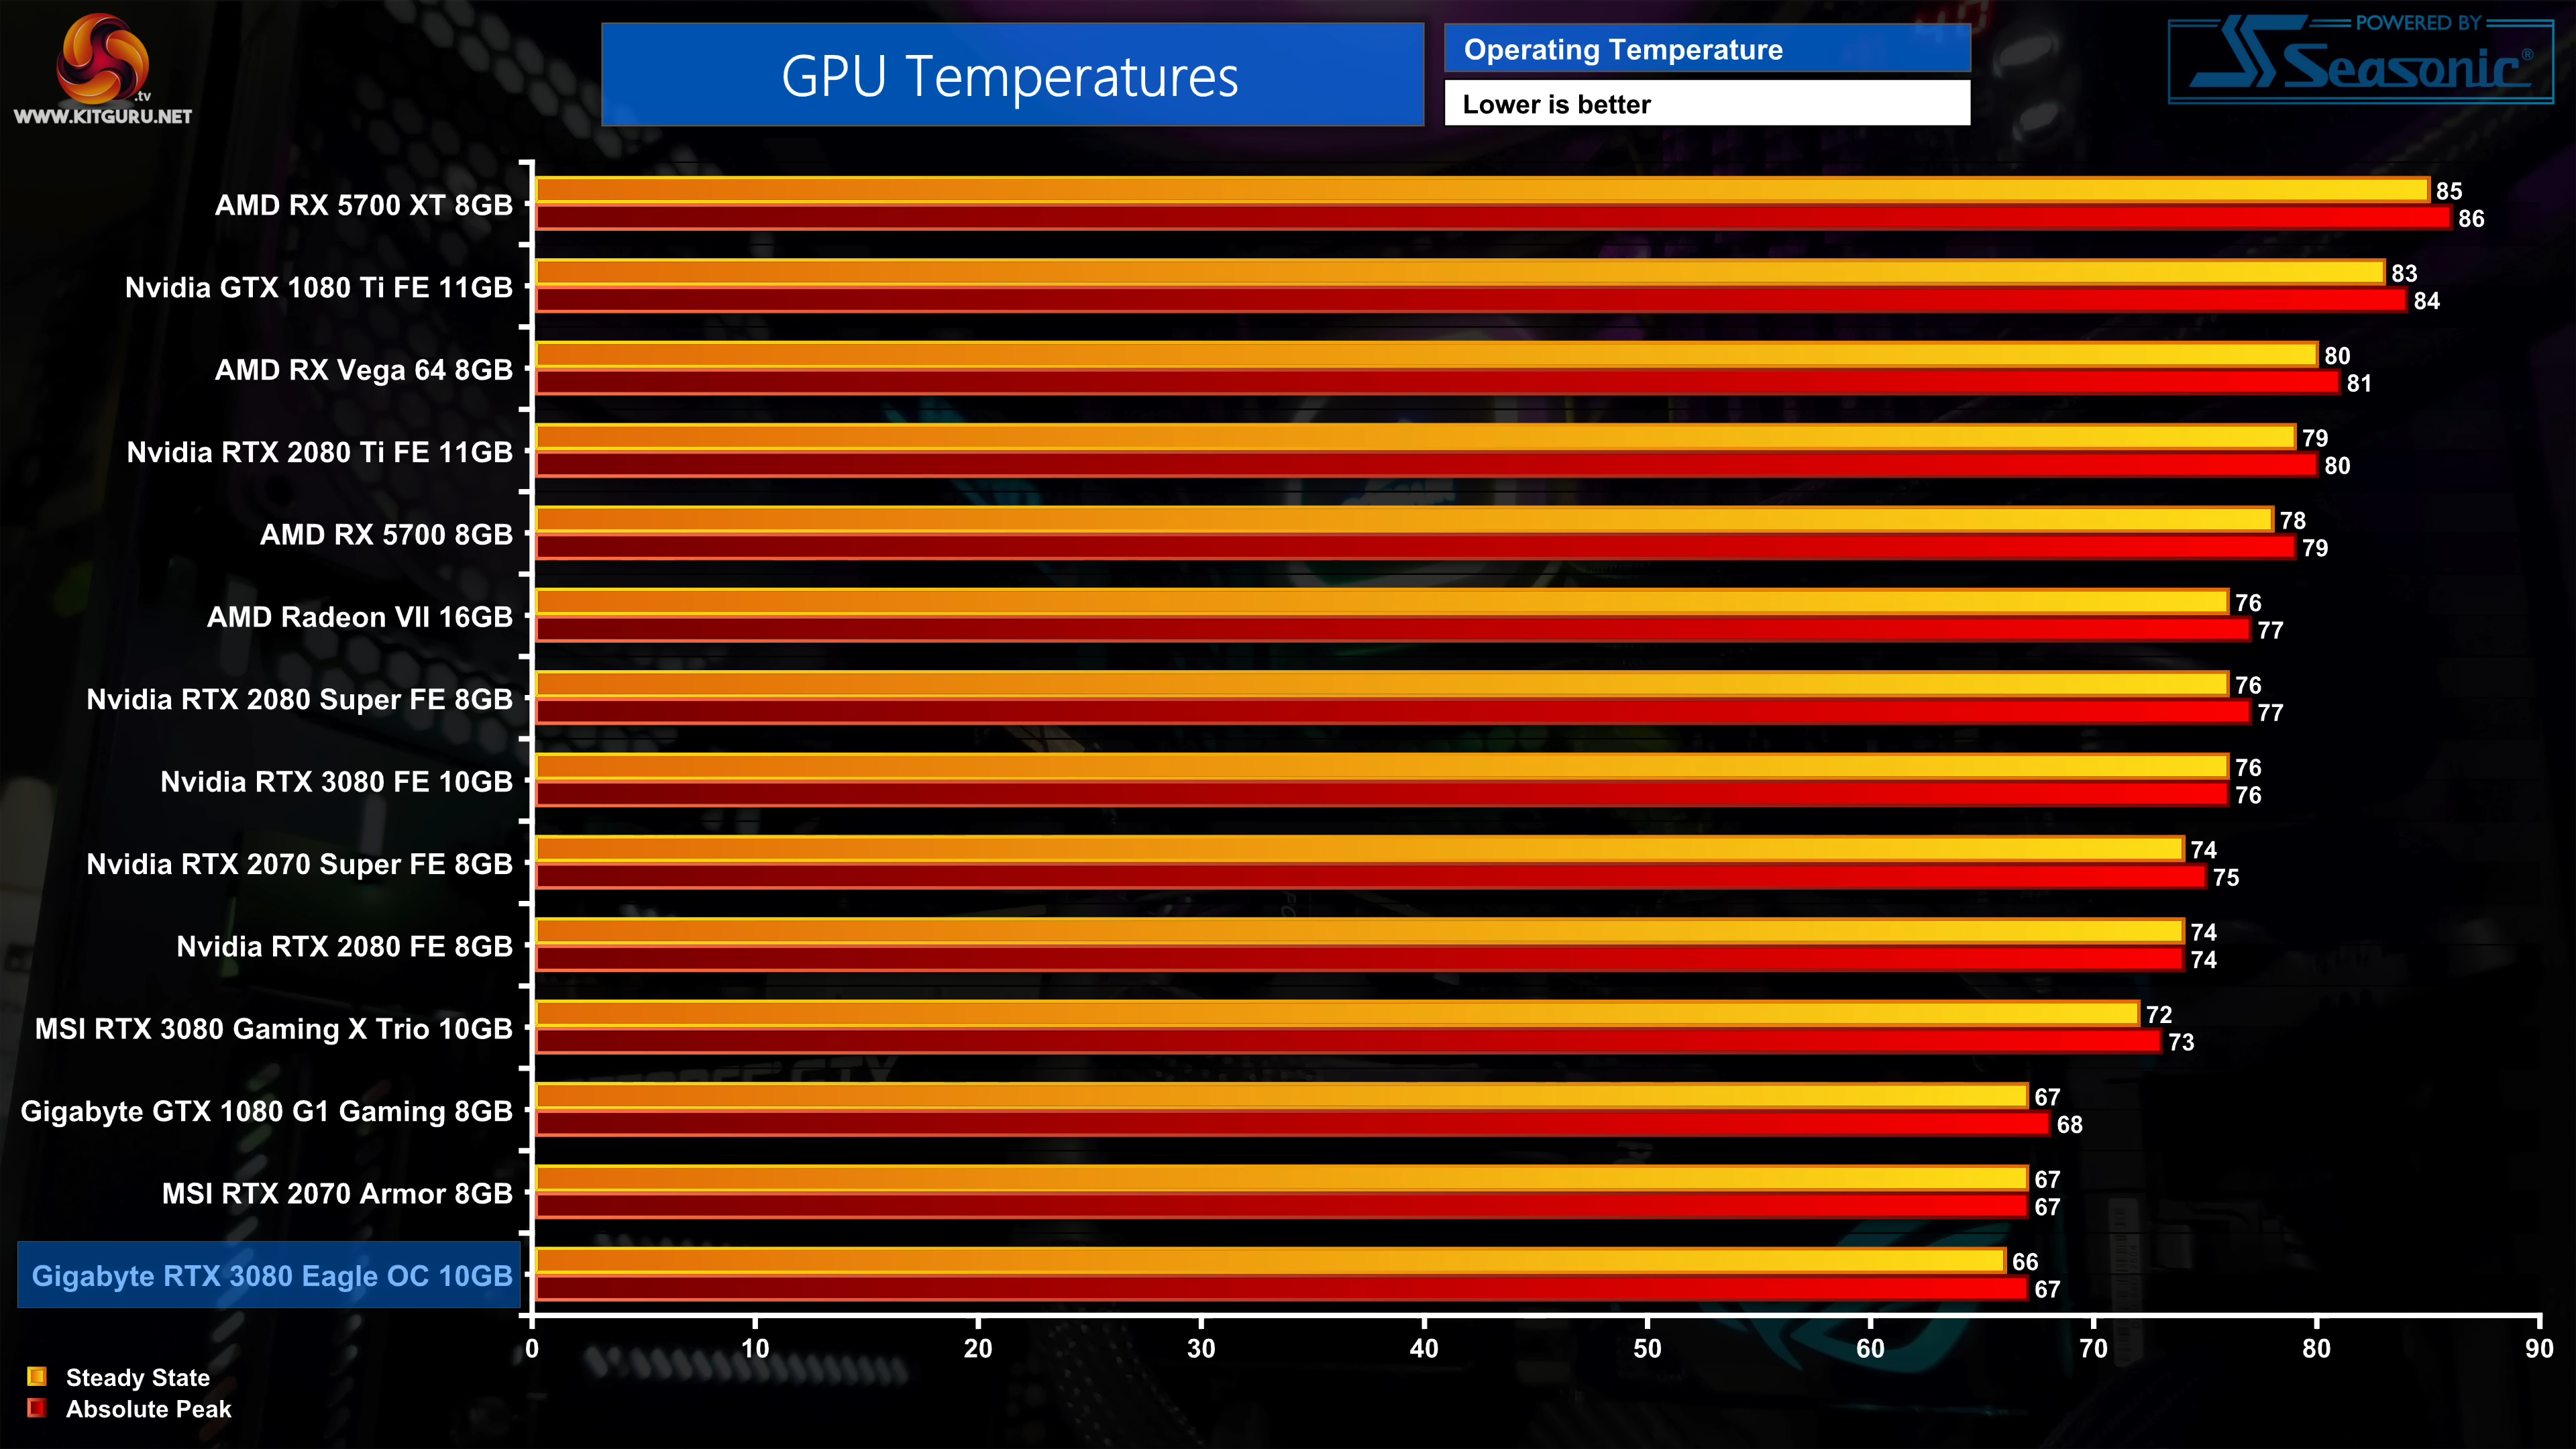 .tv
WWW.KITGURU.NET
GPU Temperatures
Operating Temperature
Lower is better
POWERED BY
Seasonic®
AMD RX 5700 XT 8GB
85
86
Nvidia GTX 1080 Ti FE 11GB
83
84
AMD RX Vega 64 8GB
80
81
Nvidia RTX 2080 Ti FE 11GB
79
80
AMD RX 5700 8GB
78
79
AMD Radeon VII 16GB
76
77
Nvidia RTX 2080 Super FE 8GB
76
77
Nvidia RTX 3080 FE 10GB
76
76
Nvidia RTX 2070 Super FE 8GB
74
75
Nvidia RTX 2080 FE 8GB
74
74
MSI RTX 3080 Gaming X Trio 10GB
72
73
Gigabyte GTX 1080 G1 Gaming 8GB
67
68
MSI RTX 2070 Armor 8GB
67
67
Gigabyte RTX 3080 Eagle OC 10GB
66
67
0 10 20 30 40 50 60 70 80 90
Steady State
Absolute Peak